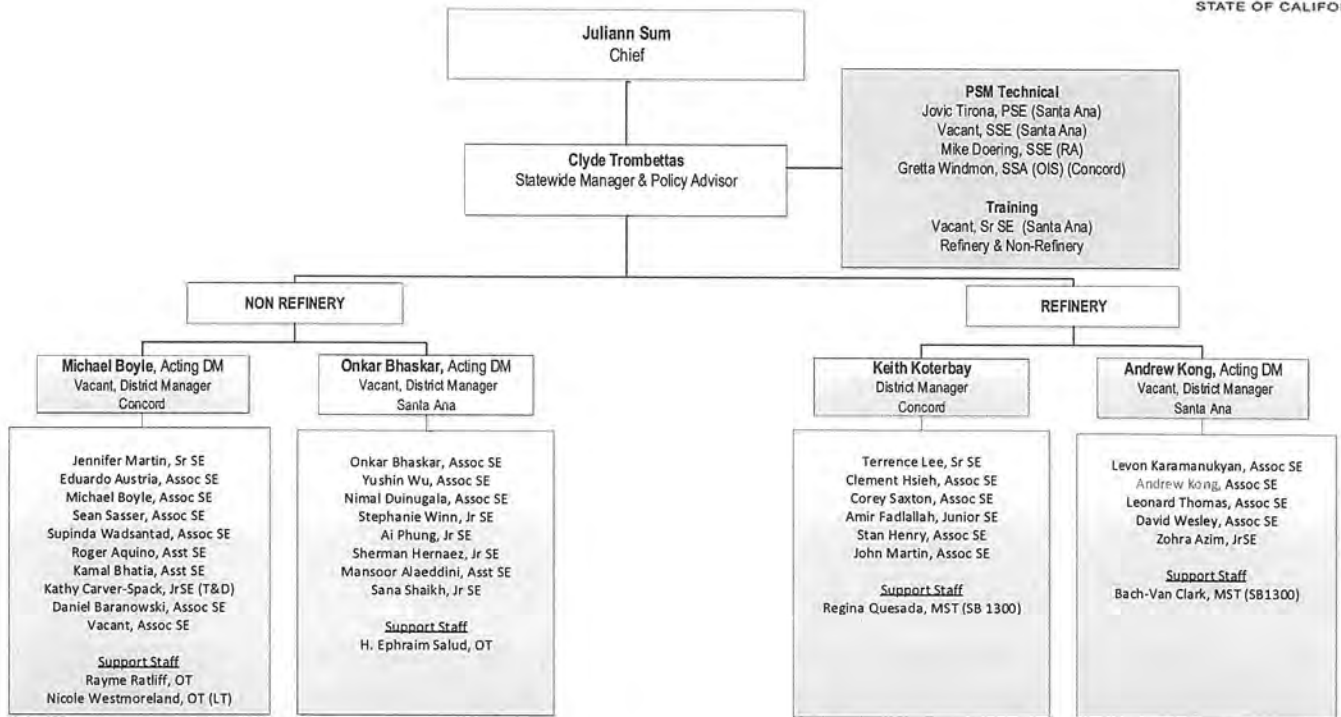 STATE OF CALIFO
Juliann Sum
Chief
PSM Technical
Jovic Tirona, PSE (Santa Ana)
Vacant, SSE (Santa Ana)
Mike Doering, SSE (RA)
Gretta Windmon, SSA (OIS) (Concord)
Training
Vacant, Sr SE (Santa Ana)
Refinery & Non-Refinery
Clyde Trombettas
Statewide Manager & Policy Advisor
NON REFINERY
REFINERY
Michael Boyle, Acting DM
Vacant, District Manager
Concord
Onkar Bhaskar, Acting DM
Vacant, District Manager
Santa Ana
Keith Koterbay
District Manager
Concord
Andrew Kong, Acting DM
Vacant, District Manager
Santa Ana
Jennifer Martin, Sr SE
Eduardo Austria, Assoc SE
Michael Boyle, Assoc SE
Sean Sasser, Assoc SE
Supinda Wadsantad, Assoc SE
Roger Aquino, Asst SE
Kamal Bhatia, Asst SE
Kathy Carver-Spack, JrSE (T&D)
Daniel Baranowski, Assoc SE
Vacant, Assoc SE
Support Staff
Rayme Ratliff, OT
Nicole Westmoreland, OT (LT)
Onkar Bhaskar, Assoc SE
Yushin Wu, Assoc SE
Nimal Duinugala, Assoc SE
Stephanie Winn, Jr SE
Ai Phung, Jr SE
Sherman Hernaez, Jr SE
Mansoor Alaeddini, Asst SE
Sana Shaikh, Jr SE
Support Staff
H. Ephraim Salud, OT
Terrence Lee, Sr SE
Clement Hsieh, Assoc SE
Corey Saxton, Assoc SE
Amir Fadlallah, Junior SE
Stan Henry, Assoc SE
John Martin, Assoc SE
Support Staff
Regina Quesada, MST (SB 1300)
Levon Karamanukyan, Assoc SE
Andrew Kong, Assoc SE
Leonard Thomas, Assoc SE
David Wesley, Assoc SE
Zohra Azim, JrSE
Support Staff
Bach-Van Clark, MST (SB1300)